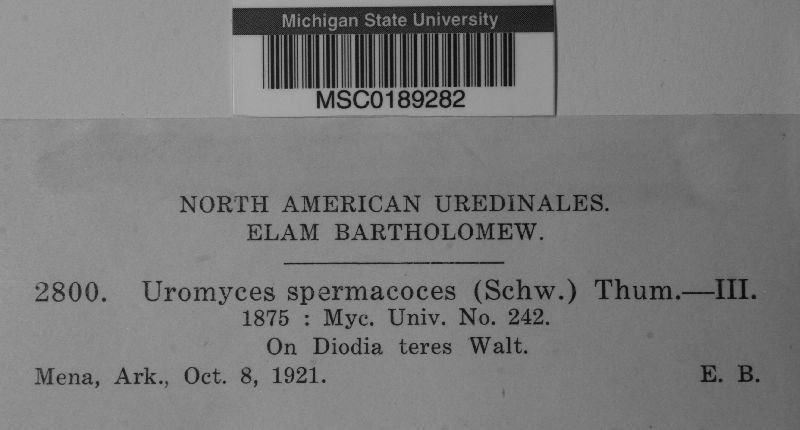 Michigan State University
MSC0189282
NORTH AMERICAN UREDINALES.
ELAM BARTHOLOMEW.
2800. Uromyces spermacoces (Schw.) Thum.—III.
1875 : Myc. Univ. No. 242.
On Diodia teres Walt.
Mena, Ark., Oct. 8, 1921. E. B.